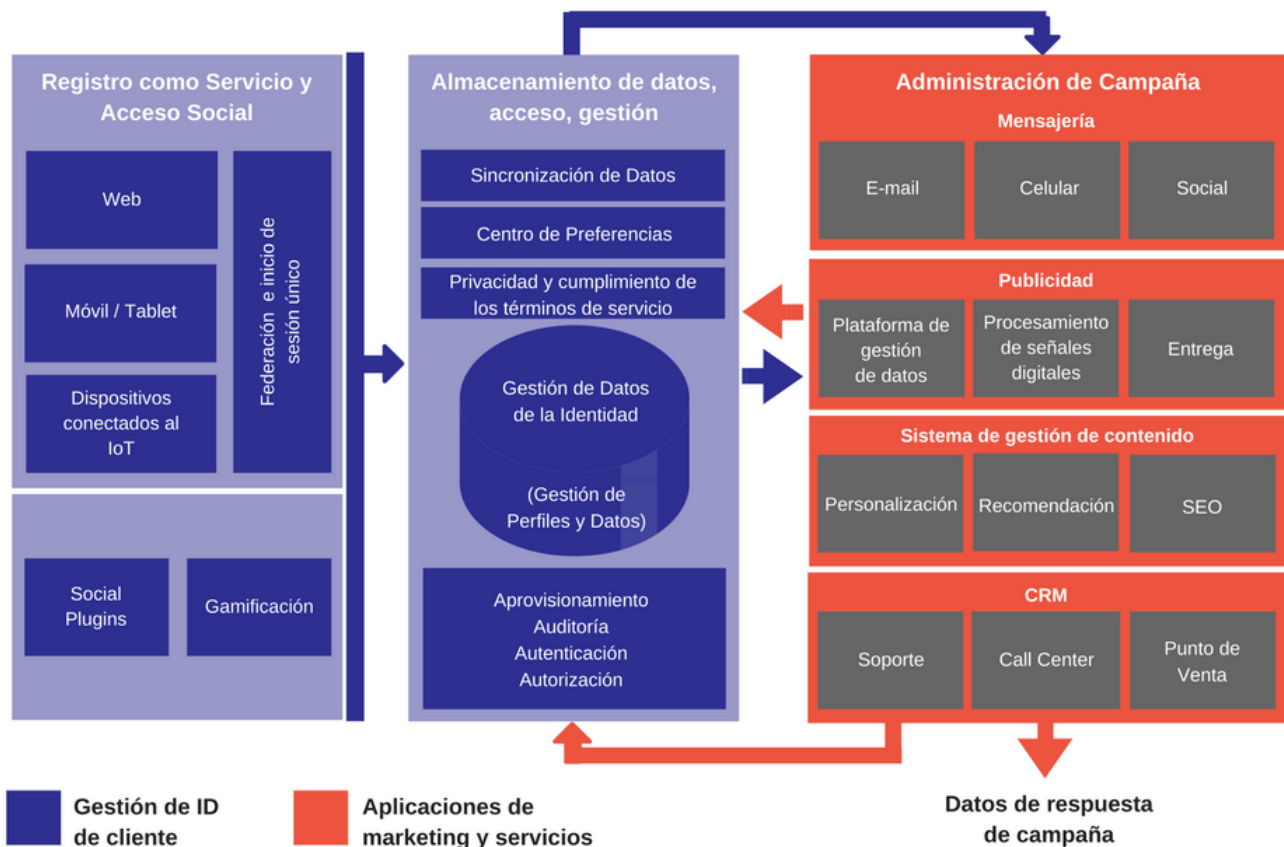 Registro como Servicio y
Acceso Social
Web
Móvil / Tablet
Dispositivos
conectados al
IoT
Federación e inicio de
sesión único
Social
Plugins
Gamificación
Almacenamiento de datos,
acceso, gestión
Sincronización de Datos
Centro de Preferencias
Privacidad y cumplimiento de
los términos de servicio
Gestión de Datos
de la Identidad
(Gestión de
Perfiles y Datos)
Aprovisionamiento
Auditoría
Autenticación
Autorización
Administración de Campaña
Mensajería
E-mail
Celular
Social
Publicidad
Plataforma de
gestión
de datos
Procesamiento
de señales
digitales
Entrega
Sistema de gestión de contenido
Personalización
Recomendación
SEO
CRM
Soporte
Call Center
Punto de
Venta
Gestión de ID
de cliente
Aplicaciones de
marketing y servicios
Datos de respuesta
de campaña